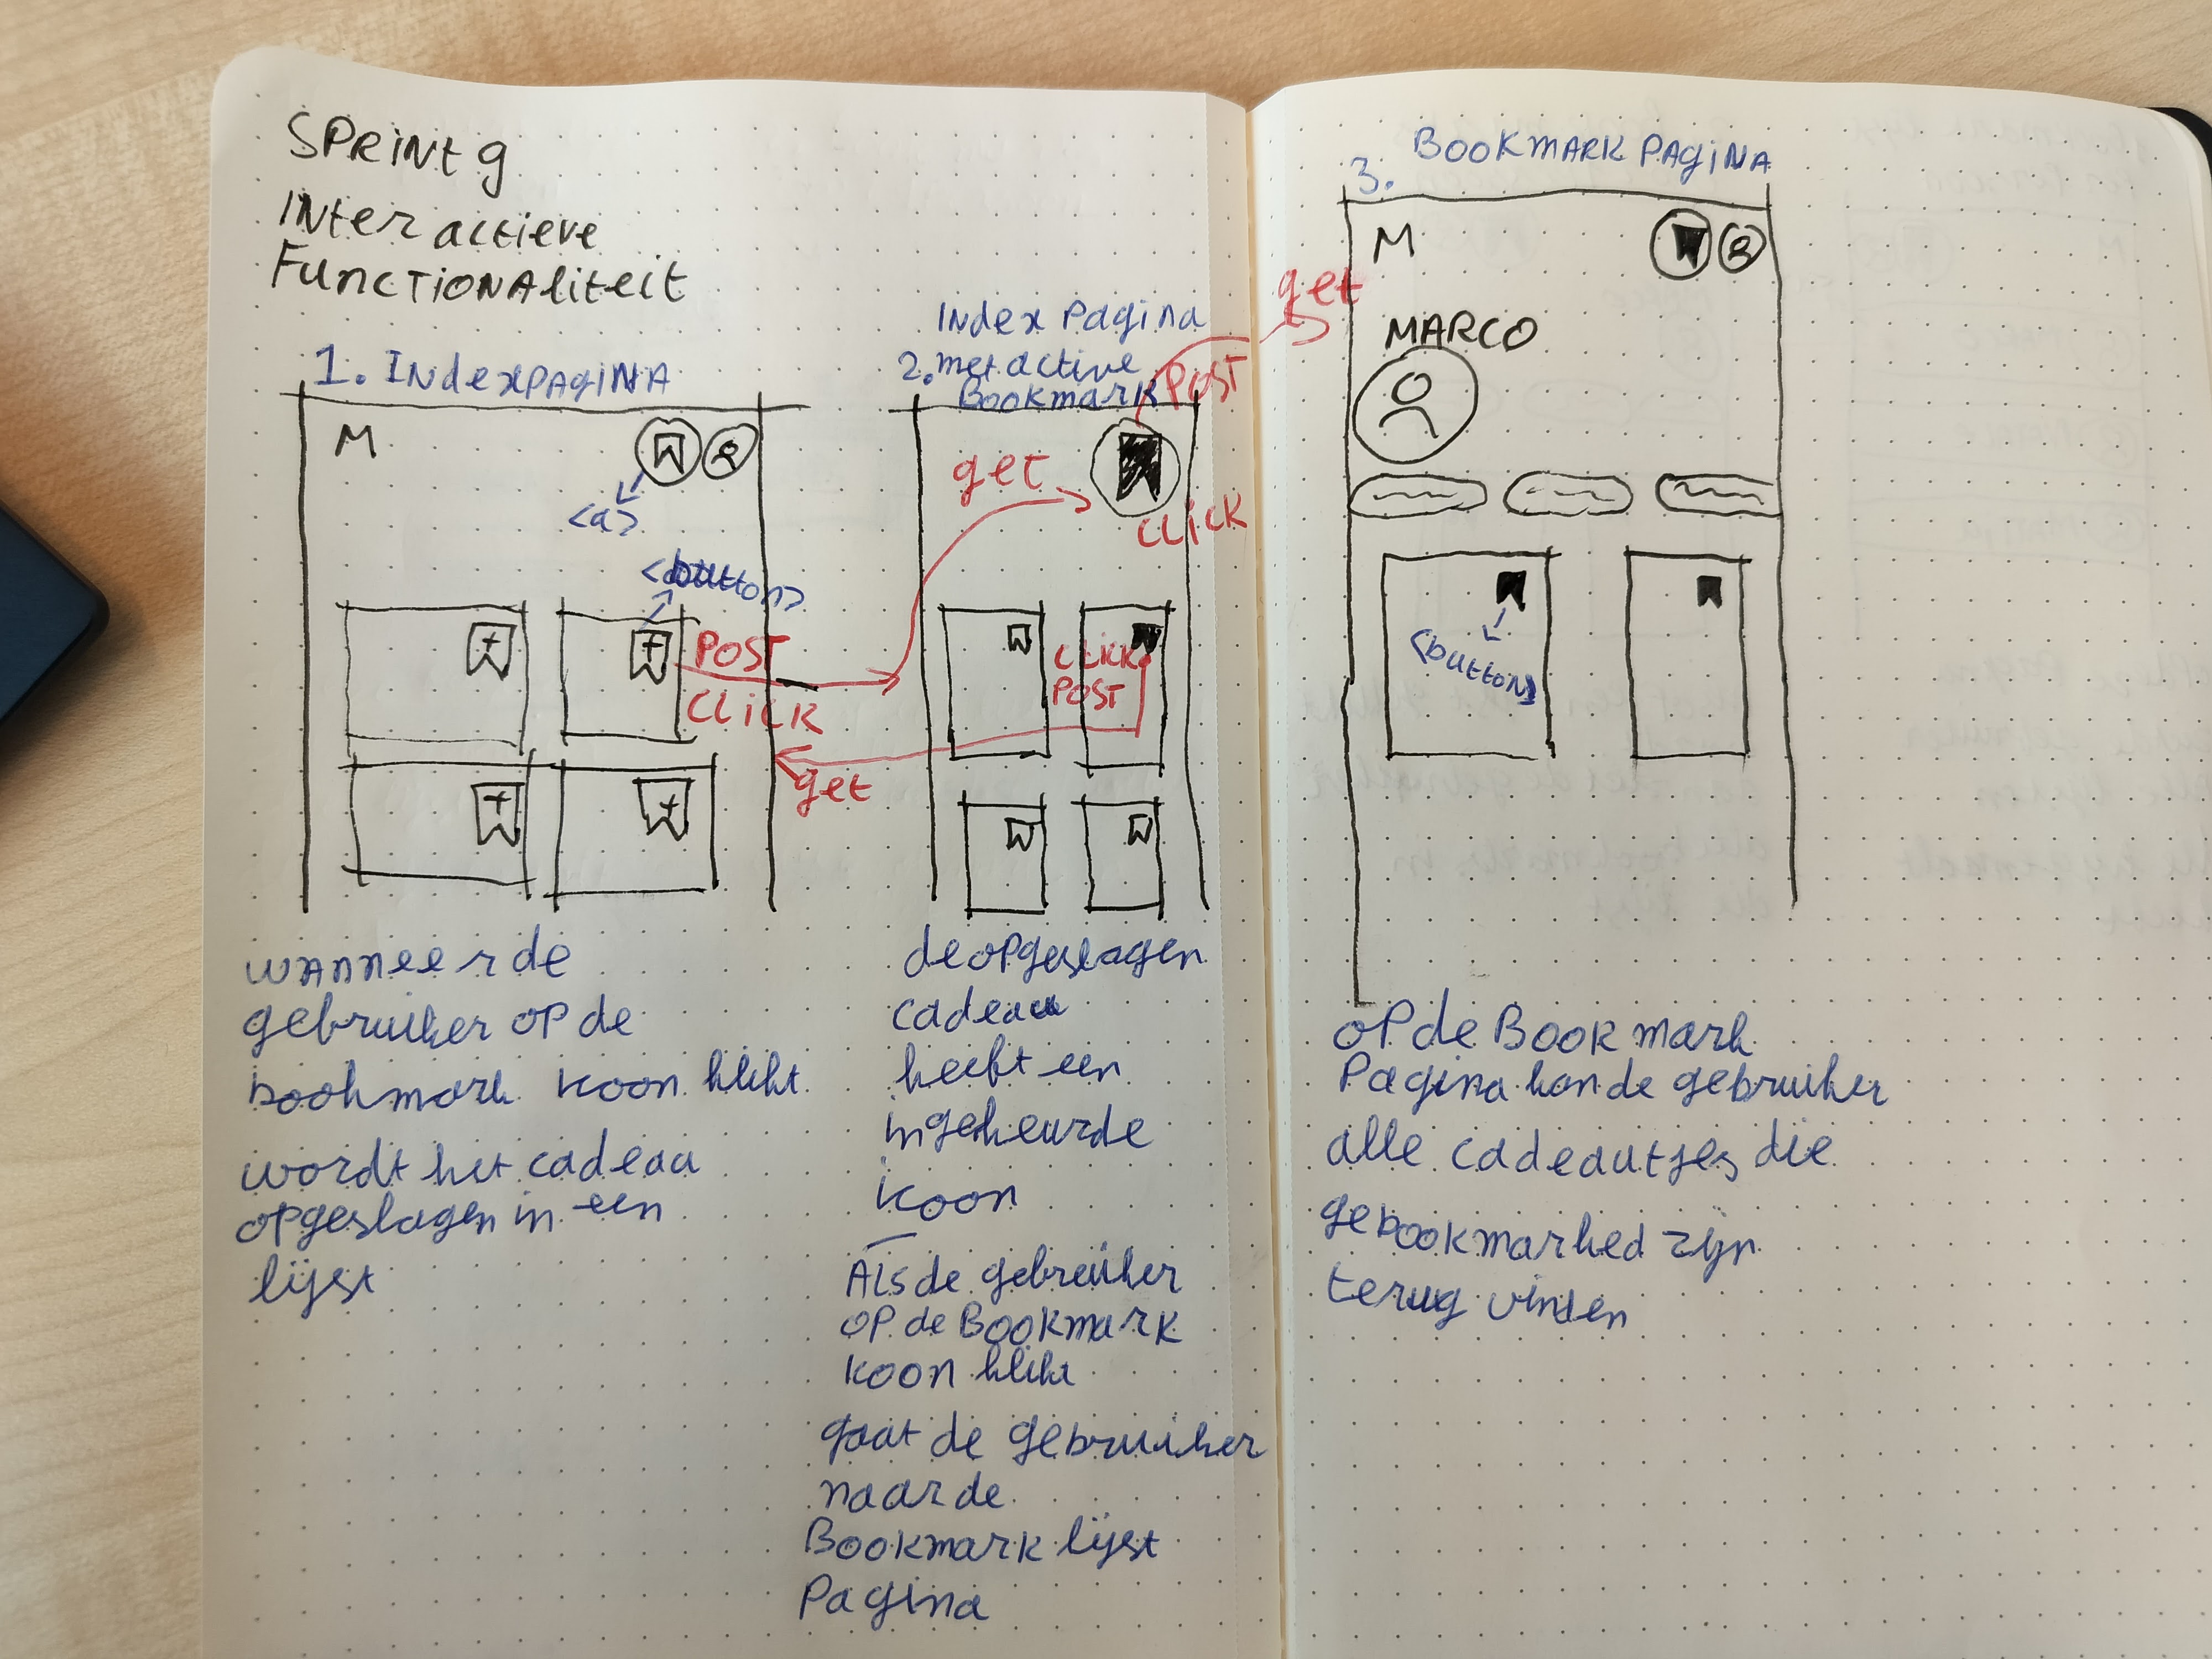 SPRINT 9
INteractieve
FUNCTIONAliteit
1. INdexPAgINA
M
<a>
<button>
POST
CLICK
get
wanneer de
gebruiker op de
bookmark icoon klikt
wordt het cadeau
opgeslagen in een
lijst
Index Pagina
2. met active
Bookmark
POST
get
CLICK
CLICK
POST
de opgeslagen
cadeau
heeft een
ingekeurde
icoon
Als de gebruiker
op de Bookmark
icoon klikt
gaat de gebruiker
naar de
Bookmark lijst
Pagina
3. BOOKMARK PAgINA
get
M
MARCO
<button>
op de Bookmark
Pagina kan de gebruiker
alle cadeautjes die
gebookmarked zijn
terug vinden